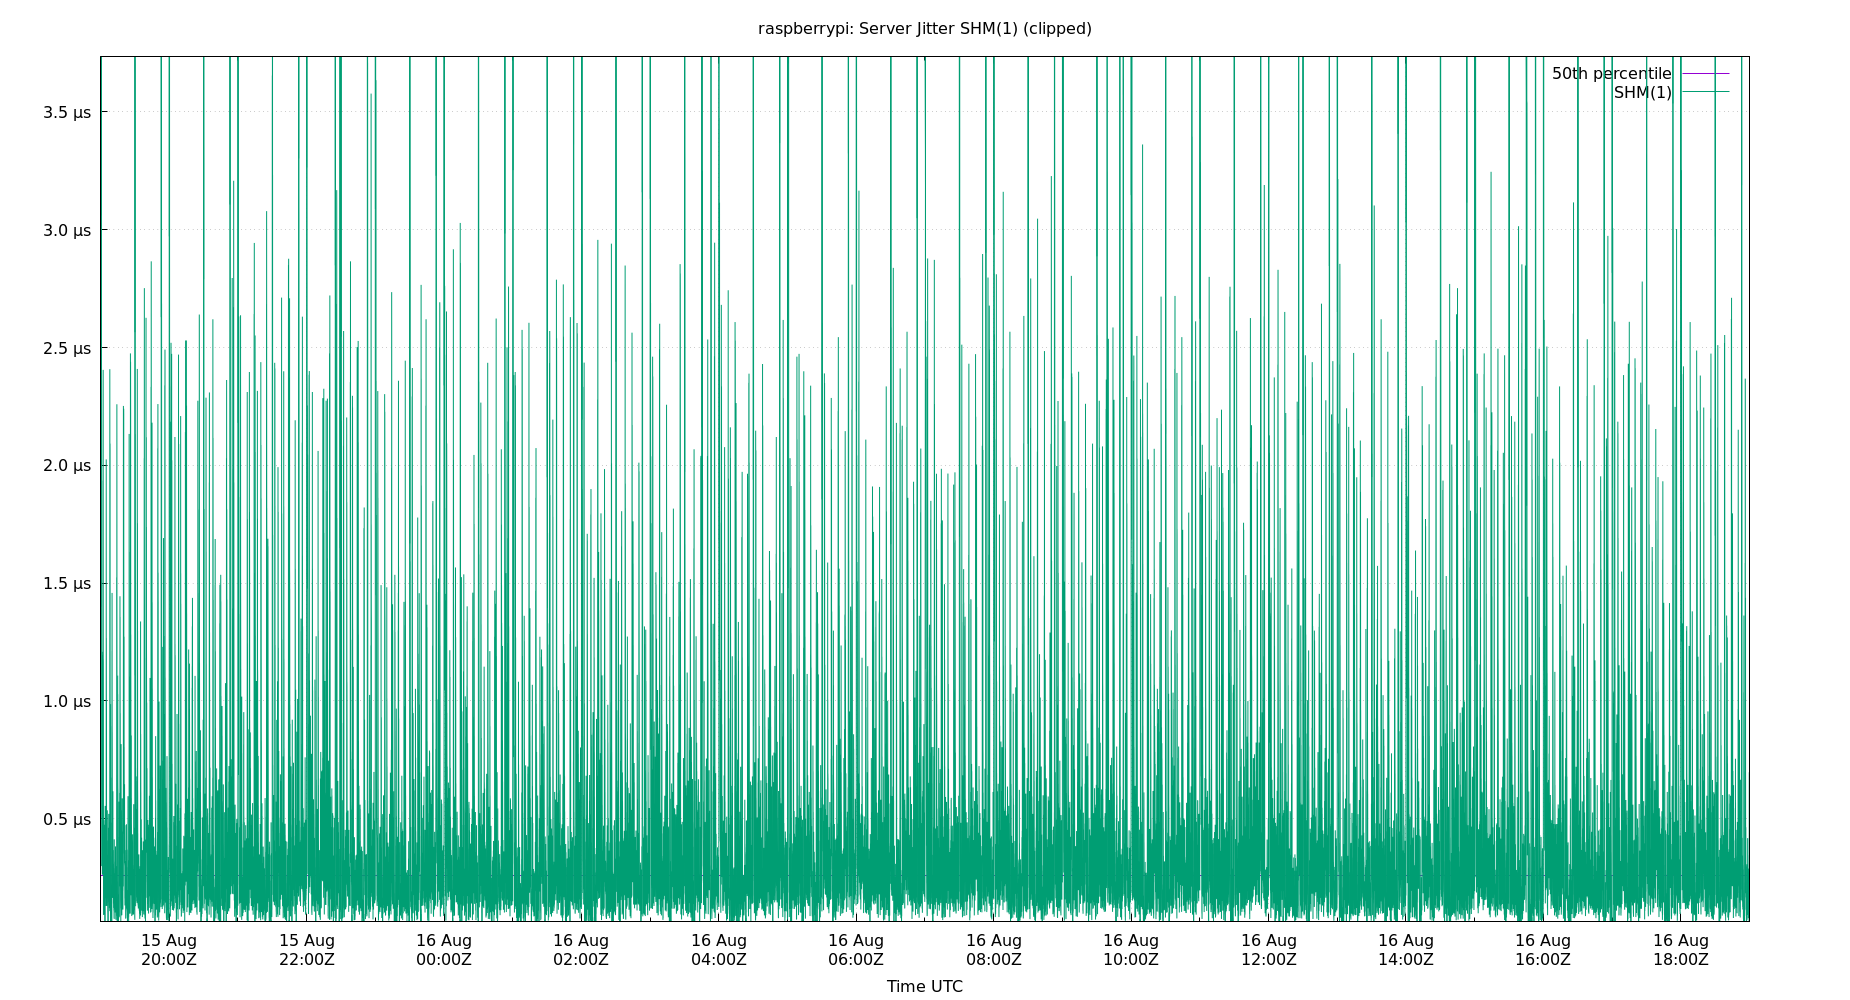 raspberrypi: Server Jitter SHM(1) (clipped)
50th percentile
SHM(1)
3.5 µs
3.0 µs
2.5 µs
2.0 µs
1.5 µs
1.0 µs
0.5 µs
15 Aug 15 Aug 16 Aug 16 Aug 16 Aug 16 Aug 16 Aug 16 Aug 16 Aug 16 Aug 16 Aug 16 Aug
20:00Z 22:00Z 00:00Z 02:00Z 04:00Z 06:00Z 08:00Z 10:00Z 12:00Z 14:00Z 16:00Z 18:00Z
Time UTC